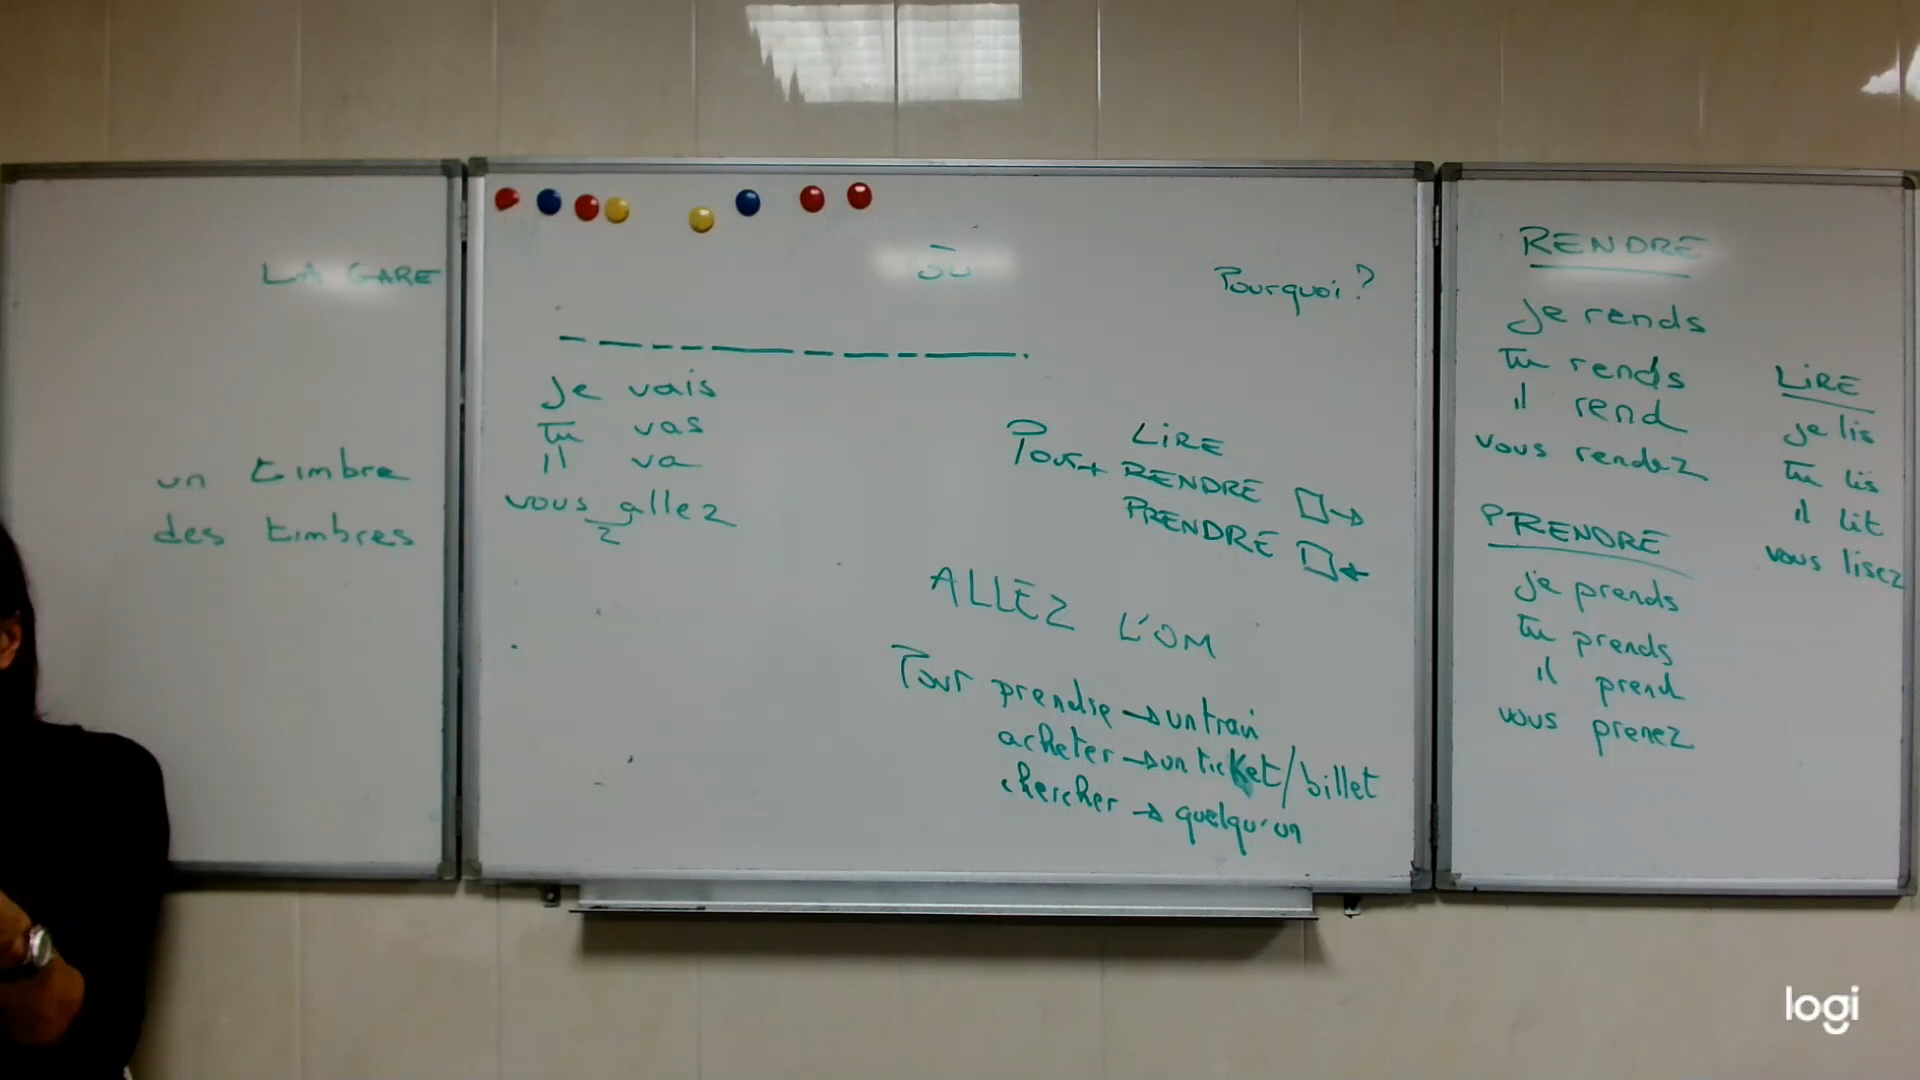 LA GARE
un timbre
des timbres
où
Pourquoi ?
je vais
tu vas
il va
vous allez
z
LIRE
Pour + RENDRE
PRENDRE
ALLEZ L'OM
Pour prendre → un train
acheter → un ticket/billet
chercher → quelqu'un
RENDRE
je rends
tu rends
il rend
vous rendez
PRENDRE
je prends
tu prends
il prend
vous prenez
LIRE
je lis
tu lis
il lit
vous lisez
logi